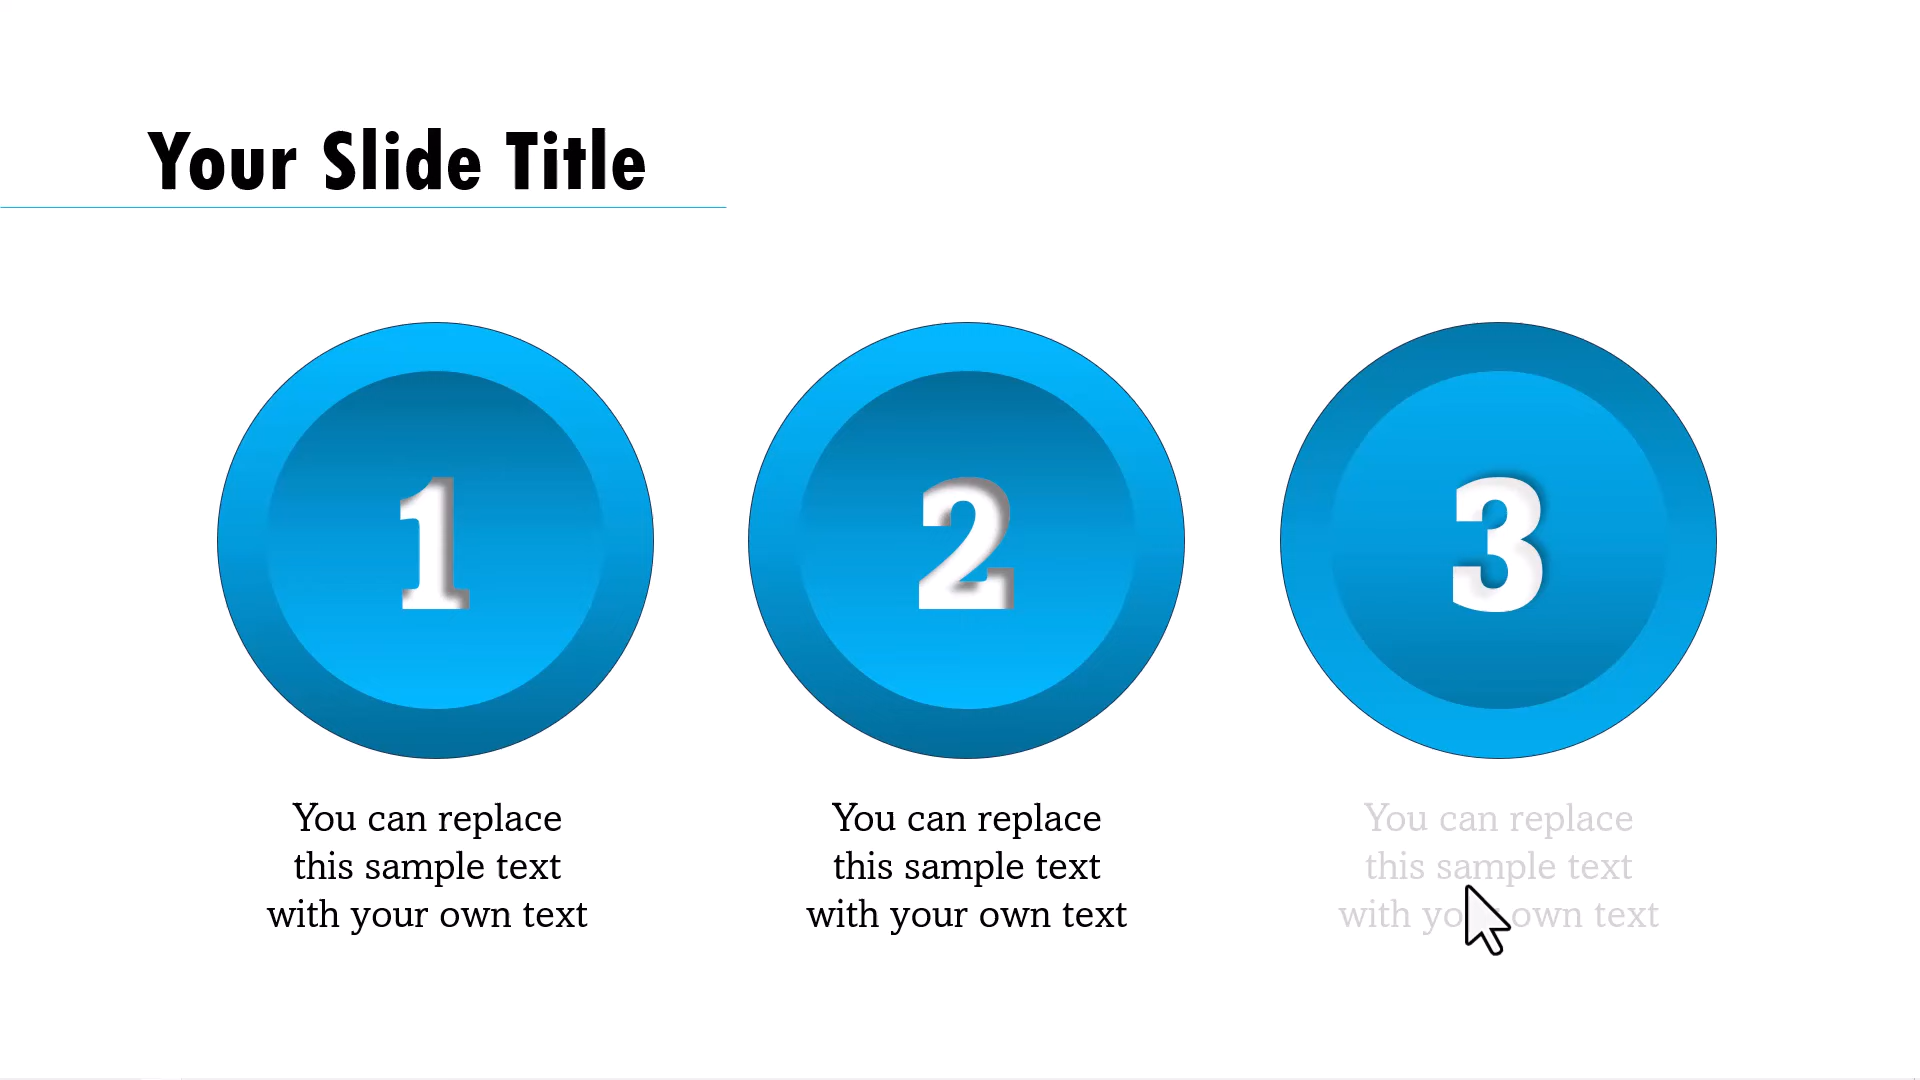 Your Slide Title
1
2
3
You can replace
this sample text
with your own text
You can replace
this sample text
with your own text
You can replace
this sample text
with your own text